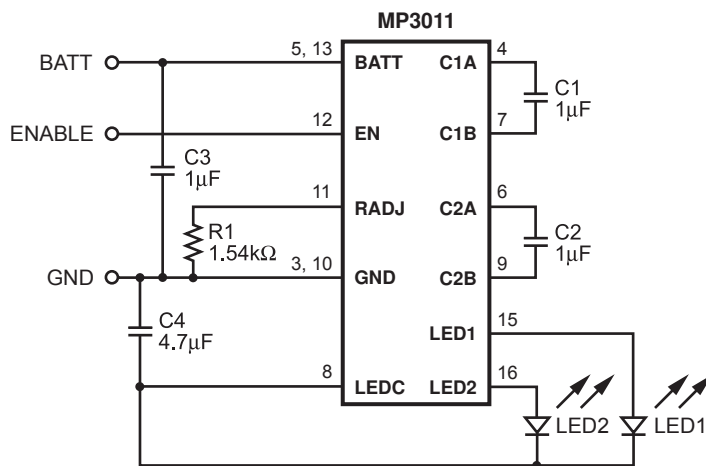 MP3011
BATT
5, 13
BATT
C1A
4
C1
1µF
ENABLE
12
EN
C1B
7
C3
1µF
11
RADJ
C2A
6
R1
1.54kΩ
C2
1µF
GND
3, 10
GND
C2B
9
C4
4.7µF
LED1
15
8
LEDC
LED2
16
LED2
LED1